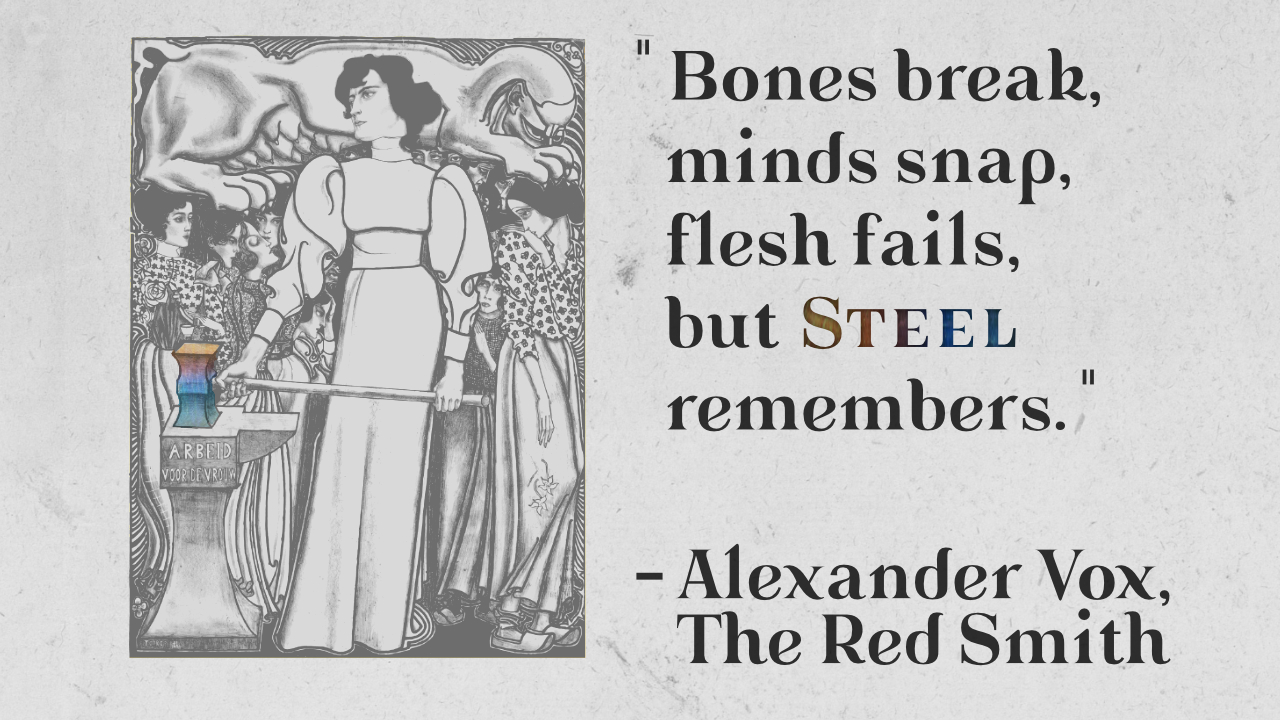 ARBEID
VOOR DE VROUW
"Bones break,
minds snap,
flesh fails,
but STEEL
remembers."
- Alexander Vox,
The Red Smith